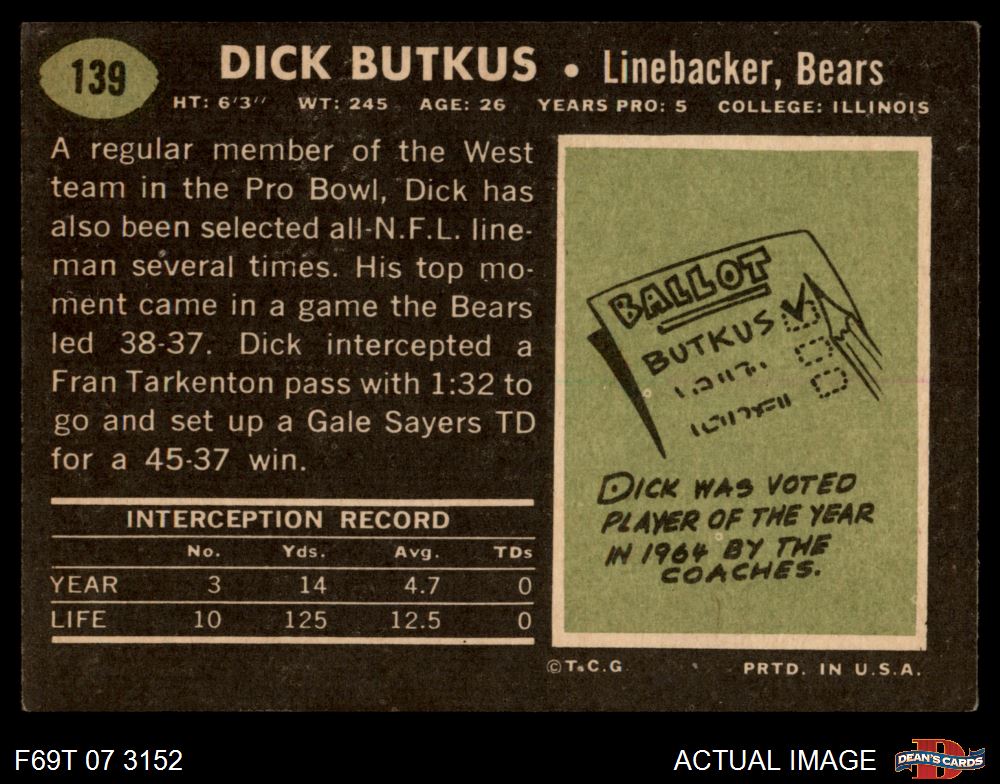 139
DICK BUTKUS • Linebacker, Bears
HT: 6'3" WT: 245 AGE: 26 YEARS PRO: 5 COLLEGE: ILLINOIS
A regular member of the West
team in the Pro Bowl, Dick has
also been selected all-N.F.L. line-
man several times. His top mo-
ment came in a game the Bears
led 38-37. Dick intercepted a
Fran Tarkenton pass with 1:32 to
go and set up a Gale Sayers TD
for a 45-37 win.
INTERCEPTION RECORD
No. Yds. Avg. TDs
YEAR 3 14 4.7 0
LIFE 10 125 12.5 0
BALLOT
BUTKUS
DICK WAS VOTED
PLAYER OF THE YEAR
IN 1964 BY THE
COACHES.
©T.C.G.
PRTD. IN U.S.A.
F69T 07 3152
ACTUAL IMAGE
DEAN'S CARDS